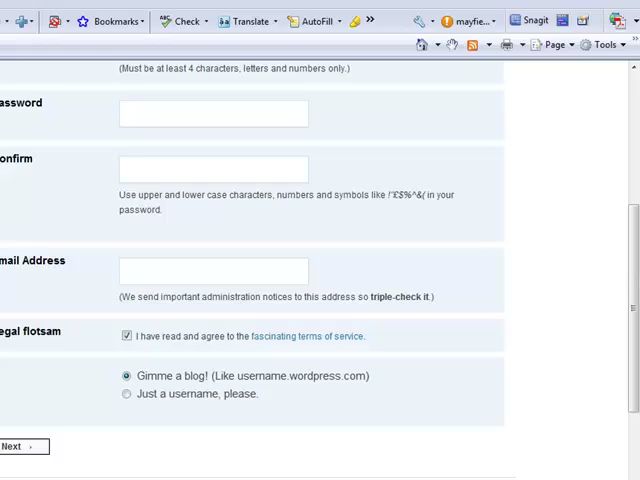 Bookmarks Check Translate AutoFill » mayfie... Snagit
Page Tools »
(Must be at least 4 characters, letters and numbers only.)
assword
onfirm
Use upper and lower case characters, numbers and symbols like !"£$%^&( in your
password.
mail Address
(We send important administration notices to this address so triple-check it.)
egal flotsam
I have read and agree to the fascinating terms of service.
Gimme a blog! (Like username.wordpress.com)
Just a username, please.
Next